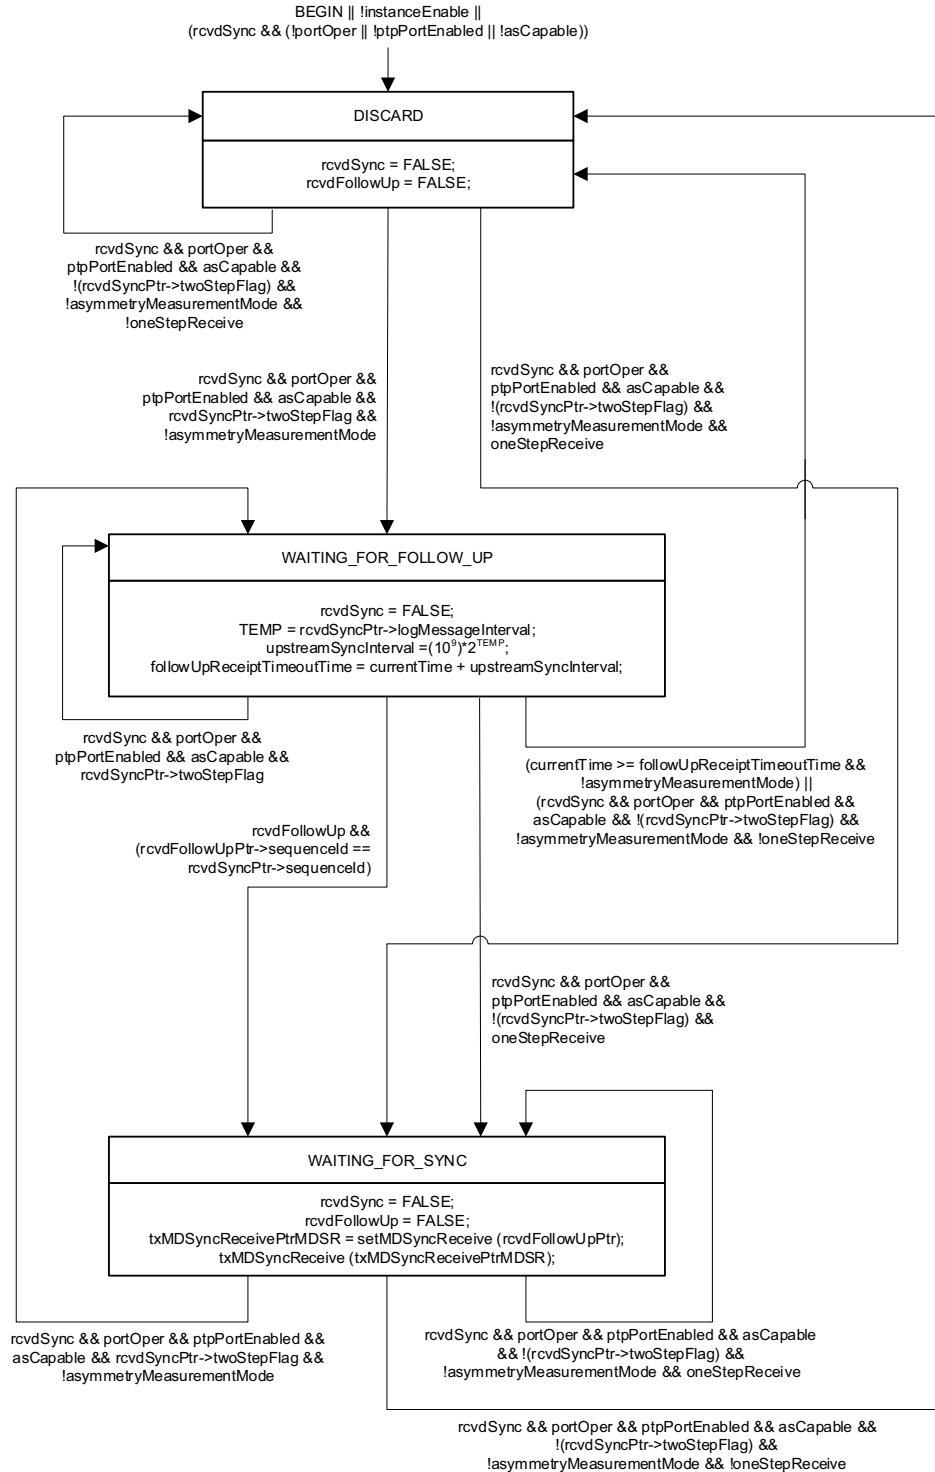 BEGIN || !instanceEnable ||
(rcvdSync && (!portOper || !ptpPortEnabled || !asCapable))
DISCARD
rcvdSync = FALSE;
rcvdFollowUp = FALSE;
rcvdSync && portOper &&
ptpPortEnabled && asCapable &&
!(rcvdSyncPtr->twoStepFlag) &&
!asymmetryMeasurementMode &&
!oneStepReceive
rcvdSync && portOper &&
ptpPortEnabled && asCapable &&
rcvdSyncPtr->twoStepFlag &&
!asymmetryMeasurementMode
rcvdSync && portOper &&
ptpPortEnabled && asCapable &&
!(rcvdSyncPtr->twoStepFlag) &&
!asymmetryMeasurementMode &&
oneStepReceive
WAITING_FOR_FOLLOW_UP
rcvdSync = FALSE;
TEMP = rcvdSyncPtr->logMessageInterval;
upstreamSyncInterval =(10⁹)*2ᵀᴱᴹᴾ;
followUpReceiptTimeoutTime = currentTime + upstreamSyncInterval;
rcvdSync && portOper &&
ptpPortEnabled && asCapable &&
rcvdSyncPtr->twoStepFlag
(currentTime >= followUpReceiptTimeoutTime &&
!asymmetryMeasurementMode) ||
(rcvdSync && portOper && ptpPortEnabled &&
asCapable && !(rcvdSyncPtr->twoStepFlag) &&
!asymmetryMeasurementMode && !oneStepReceive
rcvdFollowUp &&
(rcvdFollowUpPtr->sequenceId ==
rcvdSyncPtr->sequenceId)
rcvdSync && portOper &&
ptpPortEnabled && asCapable &&
!(rcvdSyncPtr->twoStepFlag) &&
oneStepReceive
WAITING_FOR_SYNC
rcvdSync = FALSE;
rcvdFollowUp = FALSE;
txMDSyncReceivePtrMDSR = setMDSyncReceive (rcvdFollowUpPtr);
txMDSyncReceive (txMDSyncReceivePtrMDSR);
rcvdSync && portOper && ptpPortEnabled &&
asCapable && rcvdSyncPtr->twoStepFlag &&
!asymmetryMeasurementMode
rcvdSync && portOper && ptpPortEnabled && asCapable
&& !(rcvdSyncPtr->twoStepFlag) &&
!asymmetryMeasurementMode && oneStepReceive
rcvdSync && portOper && ptpPortEnabled && asCapable &&
!(rcvdSyncPtr->twoStepFlag) &&
!asymmetryMeasurementMode && !oneStepReceive